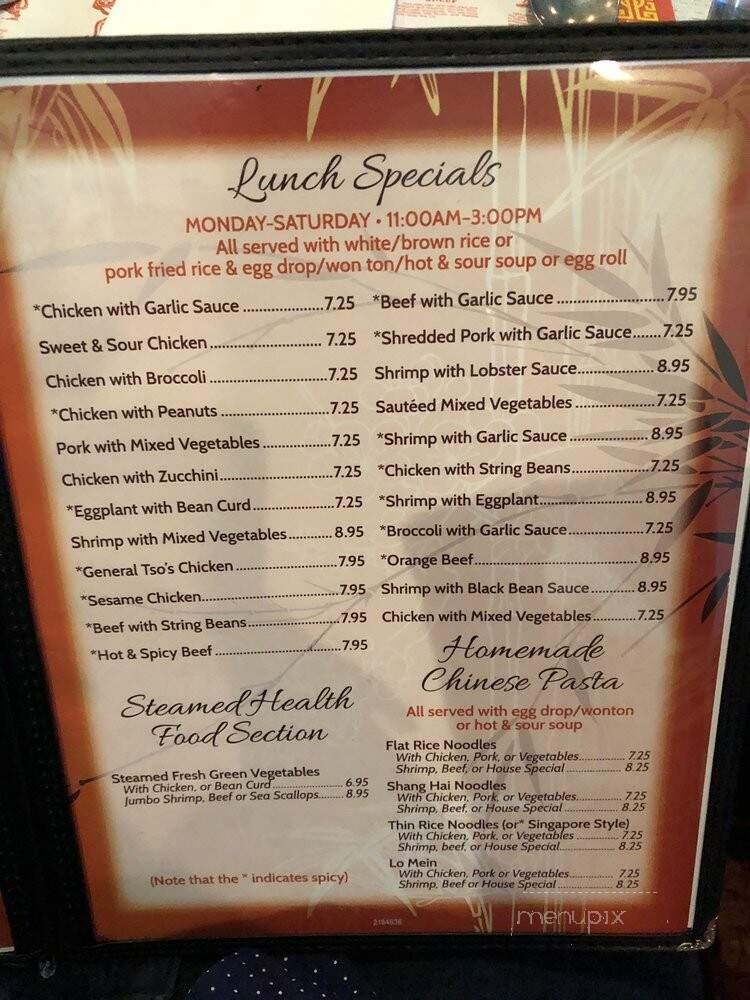 Lunch Specials
MONDAY-SATURDAY • 11:00AM-3:00PM
All served with white/brown rice or
pork fried rice & egg drop/won ton/hot & sour soup or egg roll
*Chicken with Garlic Sauce ....................7.25
Sweet & Sour Chicken......................... 7.25
Chicken with Broccoli...........................7.25
*Chicken with Peanuts .........................7.25
Pork with Mixed Vegetables ................7.25
Chicken with Zucchini..........................7.25
*Eggplant with Bean Curd...................7.25
Shrimp with Mixed Vegetables............ 8.95
*General Tso's Chicken ........................7.95
*Sesame Chicken................................7.95
*Beef with String Beans......................7.95
*Hot & Spicy Beef .............................7.95
*Beef with Garlic Sauce .........................7.95
*Shredded Pork with Garlic Sauce.......7.25
Shrimp with Lobster Sauce.................. 8.95
Sautéed Mixed Vegetables ...................7.25
*Shrimp with Garlic Sauce................... 8.95
*Chicken with String Beans...................7.25
*Shrimp with Eggplant......................... 8.95
*Broccoli with Garlic Sauce...................7.25
*Orange Beef....................................... 8.95
Shrimp with Black Bean Sauce........... 8.95
Chicken with Mixed Vegetables...........7.25
Steamed Health
Food Section
Steamed Fresh Green Vegetables
With Chicken, or Bean Curd.................... 6.95
Jumbo Shrimp, Beef or Sea Scallops........ 8.95
(Note that the * indicates spicy)
Homemade
Chinese Pasta
All served with egg drop/wonton
or hot & sour soup
Flat Rice Noodles
With Chicken, Pork, or Vegetables............... 7.25
Shrimp, Beef, or House Special ................. 8.25
Shang Hai Noodles
With Chicken, Pork, or Vegetables............... 7.25
Shrimp, Beef, or House Special ................. 8.25
Thin Rice Noodles (or* Singapore Style)
With Chicken, Pork, or Vegetables ............... 7.25
Shrimp, beef, or House Special................... 8.25
Lo Mein
With Chicken, Pork or Vegetables................. 7.25
Shrimp, Beef or House Special ................... 8.25
2184636
menupix